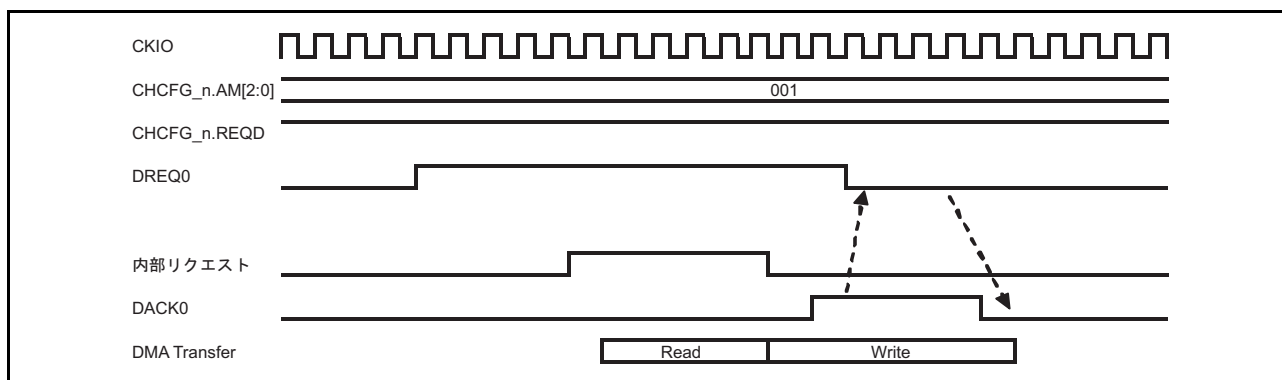 CKIO
CHCFG_n.AM[2:0]
001
CHCFG_n.REQD
DREQ0
内部リクエスト
DACK0
DMA Transfer
Read
Write